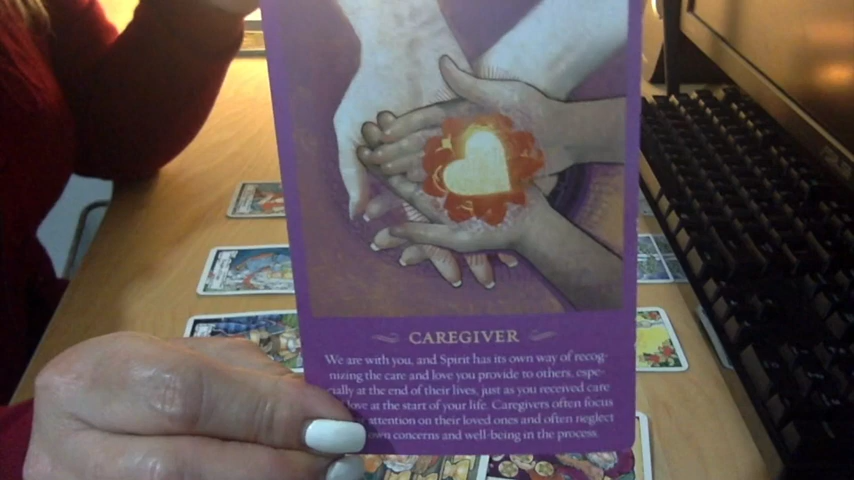 CAREGIVER
We are with you, and Spirit has its own way of recog-
nizing the care and love you provide to others, espe-
ally at the end of their lives, just as you received care
love at the start of your life. Caregivers often focus
attention on their loved ones and often neglect
own concerns and well-being in the process.